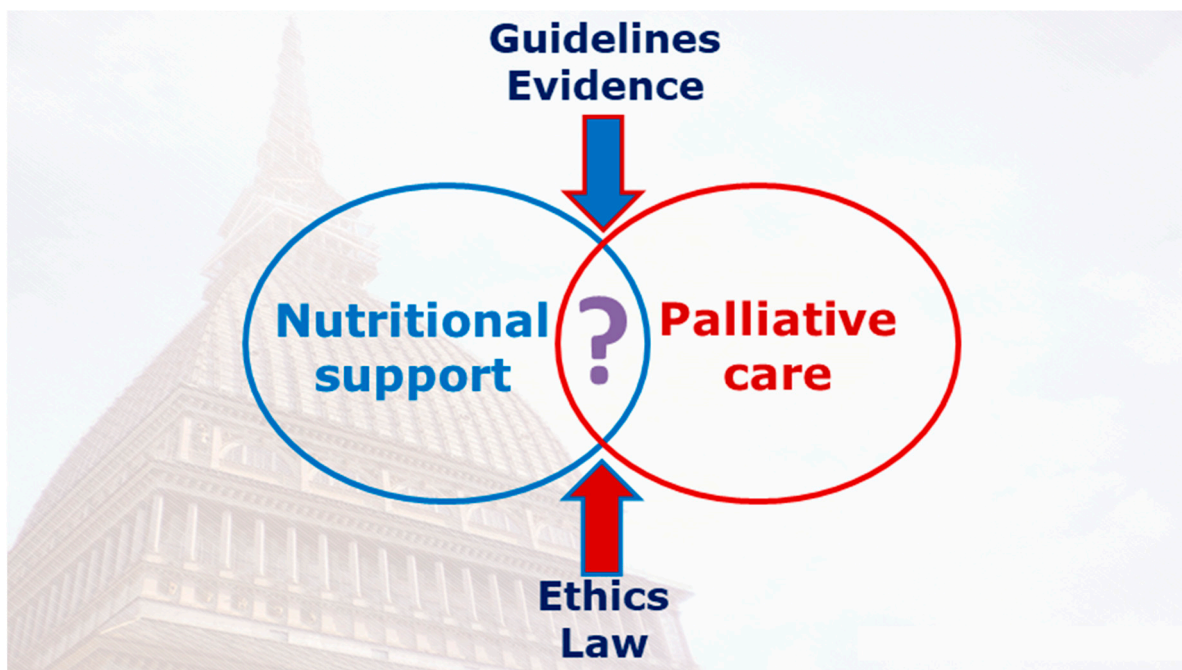 Guidelines
Evidence
Nutritional
support
?
Palliative
care
Ethics
Law